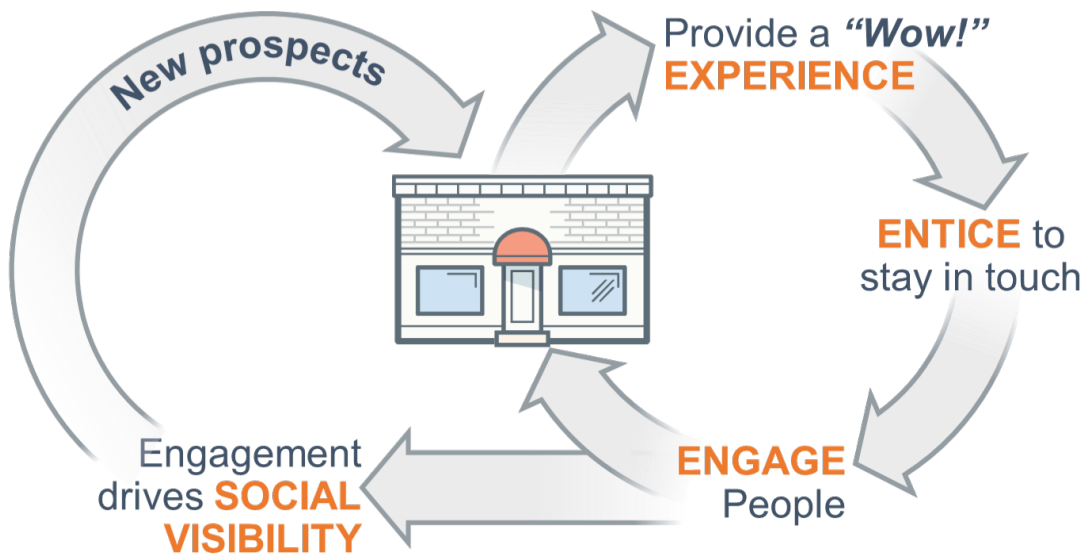 New prospects
Provide a “Wow!”
EXPERIENCE
ENTICE to
stay in touch
ENGAGE
People
Engagement
drives SOCIAL
VISIBILITY